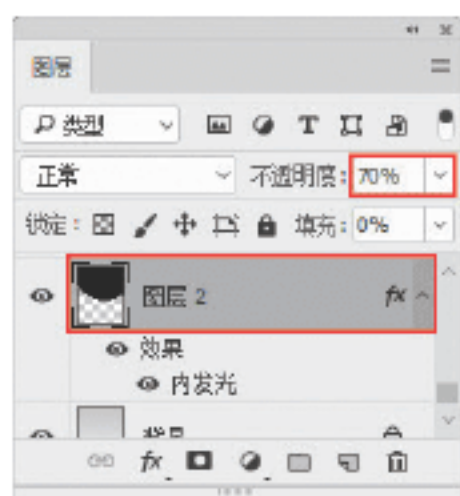 图层
类型
正常 不透明度: 70%
锁定: 填充: 0%
图层 2 fx
效果
内发光
背景
fx